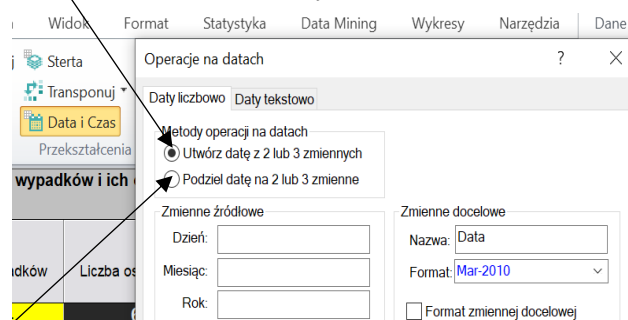 Widok Format Statystyka Data Mining Wykresy Narzędzia Dane
Sterta
Transponuj
Data i Czas
Przekształcenia
wypadków i ich
Liczba
Operacje na datach ? X
Daty liczbowo Daty tekstowo
Metody operacji na datach
Utwórz datę z 2 lub 3 zmiennych
Podziel datę na 2 lub 3 zmienne
Zmienne źródłowe
Dzień:
Miesiąc:
Rok:
Zmienne docelowe
Nazwa: Data
Format: Mar-2010
Format zmiennej docelowej